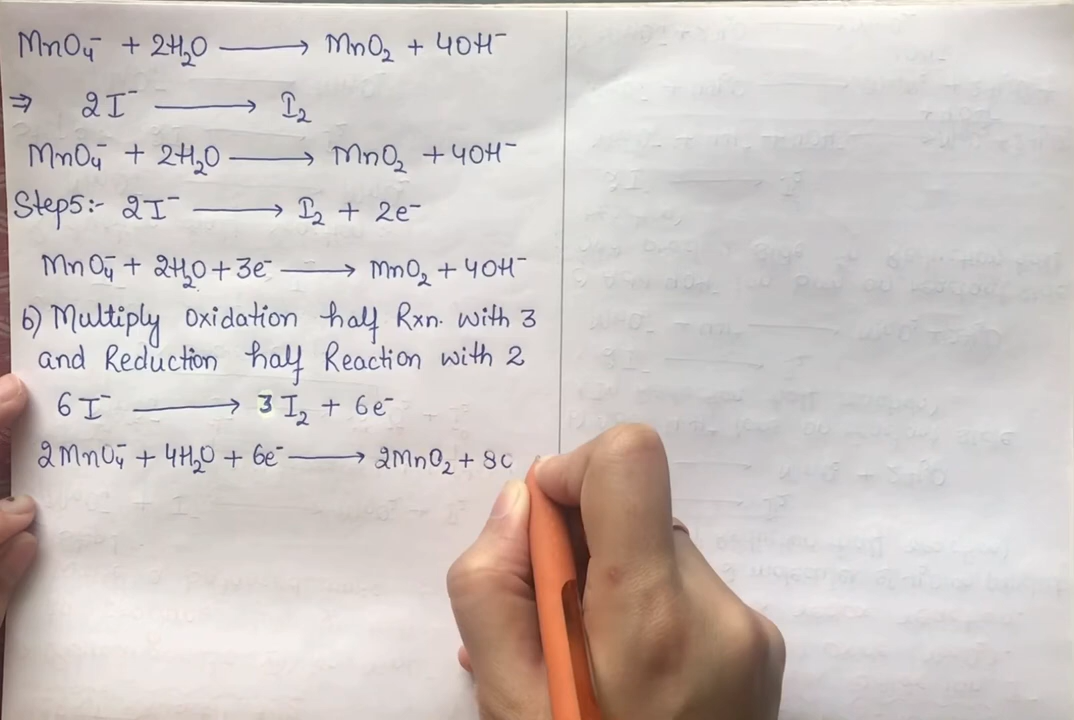 MnO₄⁻ + 2H₂O ⟶ MnO₂ + 4OH⁻
⇒ 2I⁻ ⟶ I₂
MnO₄⁻ + 2H₂O ⟶ MnO₂ + 4OH⁻
Step5:- 2I⁻ ⟶ I₂ + 2e⁻
MnO₄⁻ + 2H₂O + 3e⁻ ⟶ MnO₂ + 4OH⁻
6) Multiply Oxidation half Rxn. with 3
and Reduction half Reaction with 2
6I⁻ ⟶ 3I₂ + 6e⁻
2MnO₄⁻ + 4H₂O + 6e⁻ ⟶ 2MnO₂ + 8O